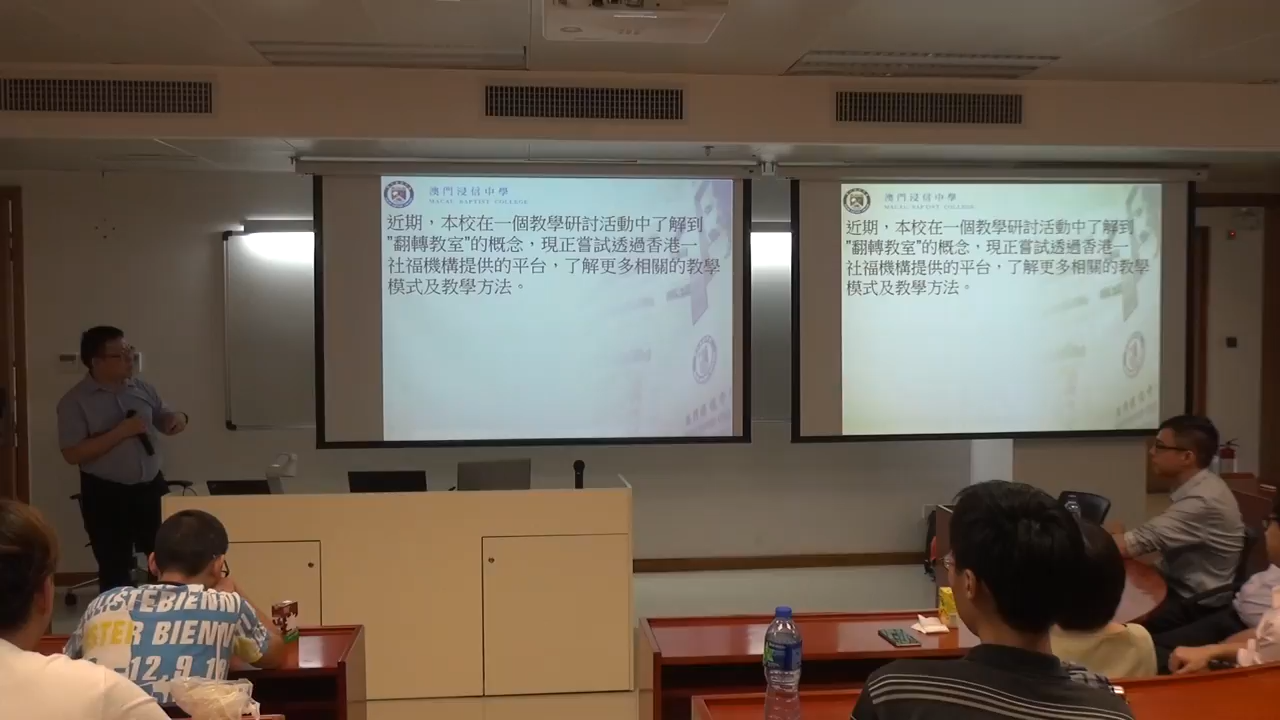 澳門浸信中學
MACAU BAPTIST COLLEGE
近期，本校在一個教學研討活動中了解到
"翻轉教室"的概念，現正嘗試透過香港一
社福機構提供的平台，了解更多相關的教學
模式及教學方法。
澳門浸信中學
MACAU BAPTIST COLLEGE
近期，本校在一個教學研討活動中了解到
"翻轉教室"的概念，現正嘗試透過香港一
社福機構提供的平台，了解更多相關的教學
模式及教學方法。
BIENN
12.9.18